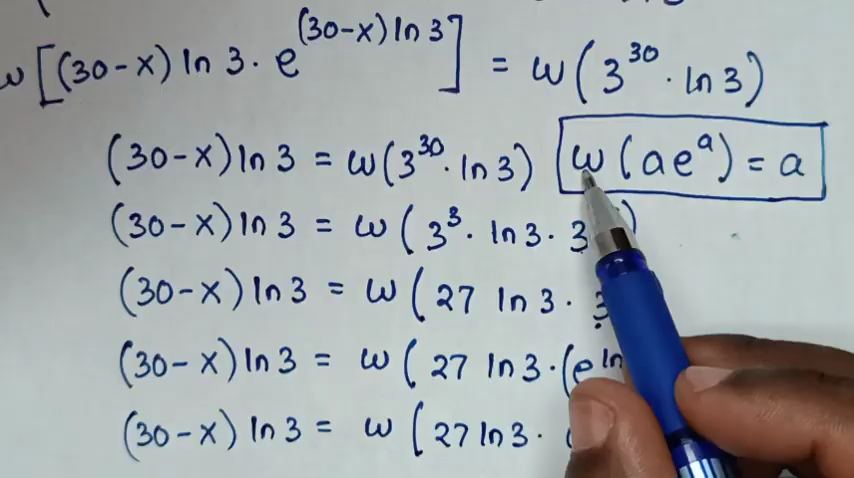 w[(30-x) ln 3 · e^((30-x) ln 3)] = w(3^30 · ln 3)
(30-x) ln 3 = w(3^30 · ln 3) w(ae^a) = a
(30-x) ln 3 = w(3^3 · ln 3 · 3
(30-x) ln 3 = w(27 ln 3 · 3
(30-x) ln 3 = w(27 ln 3 · (e^ln
(30-x) ln 3 = w(27 ln 3 ·